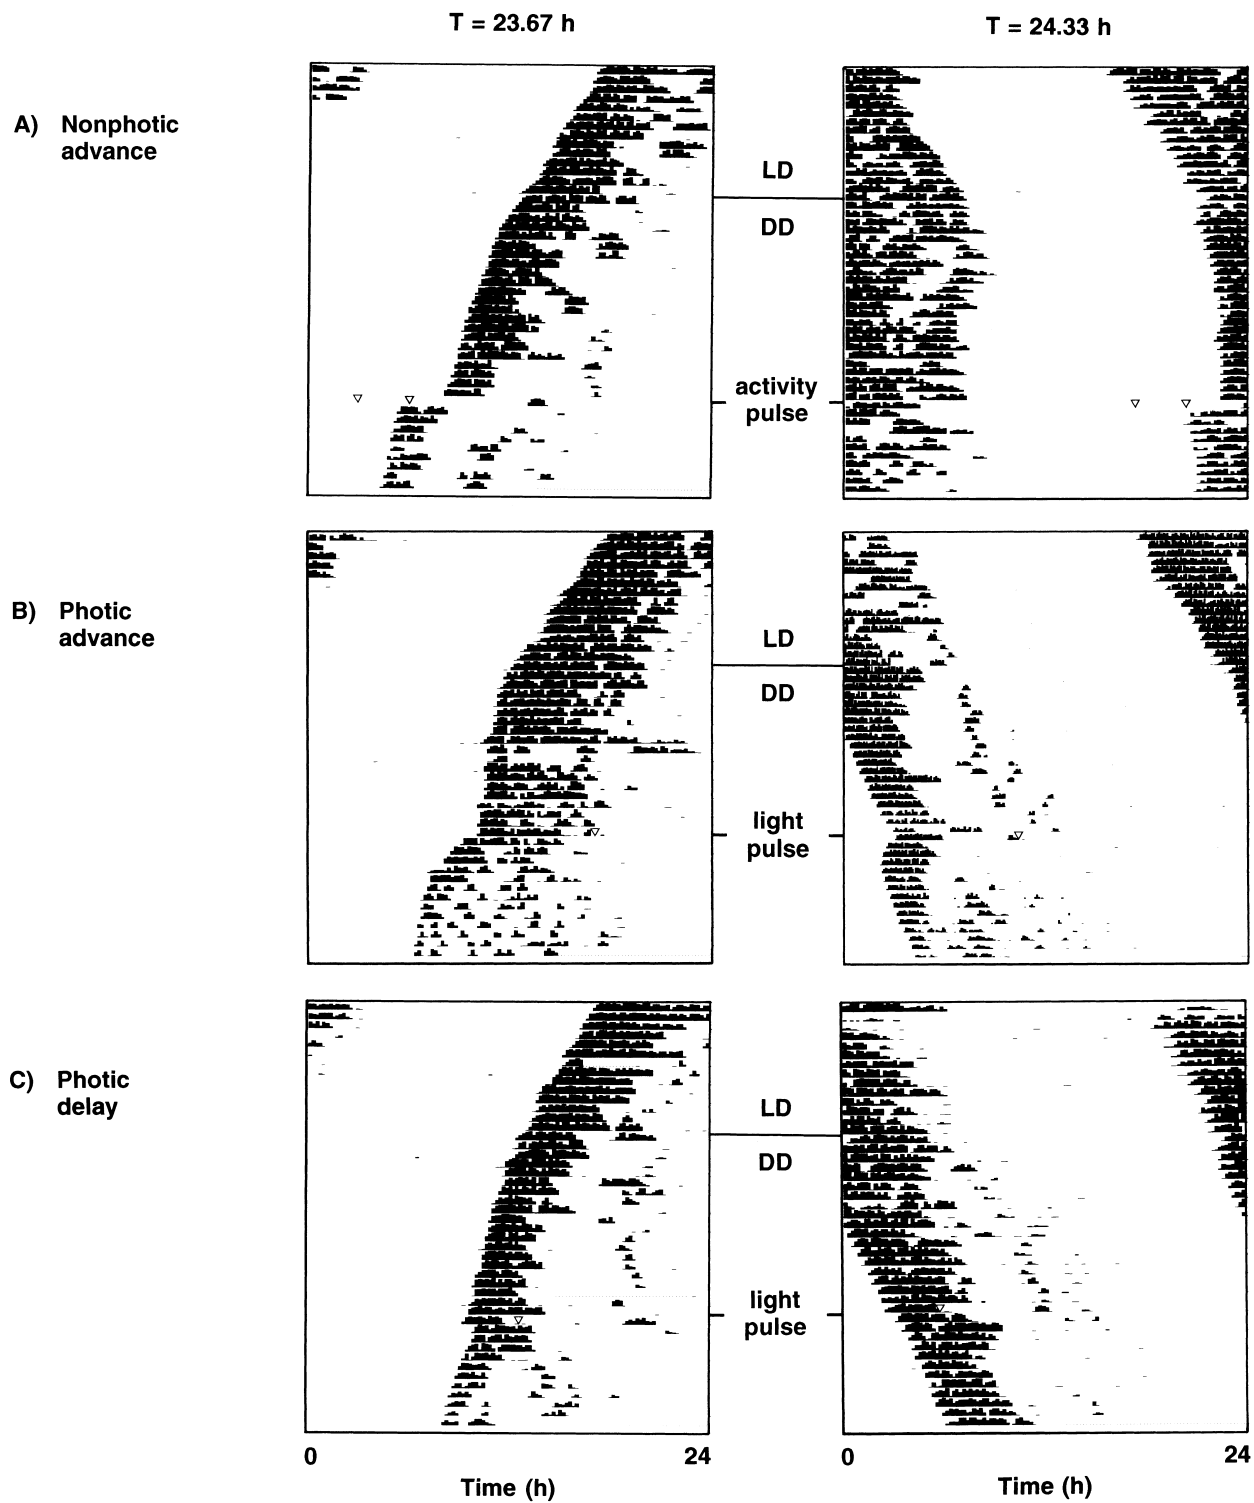 T = 23.67 h
T = 24.33 h
A) Nonphotic
advance
LD
DD
activity
pulse
B) Photic
advance
LD
DD
light
pulse
C) Photic
delay
LD
DD
light
pulse
0
24
0
24
Time (h)
Time (h)